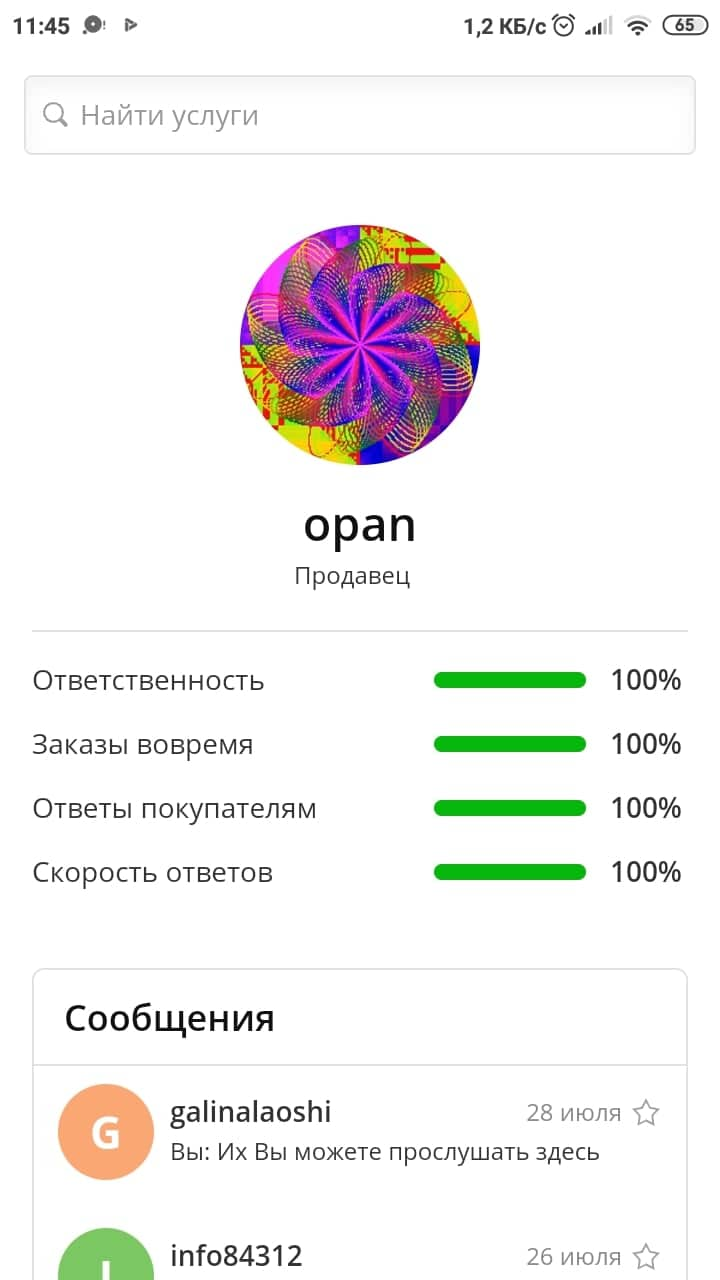 11:45
1,2 КБ/с
65
Найти услуги
opan
Продавец
Ответственность 100%
Заказы вовремя 100%
Ответы покупателям 100%
Скорость ответов 100%
Сообщения
G
galinalaoshi 28 июля
Вы: Их Вы можете прослушать здесь
I
info84312 26 июля